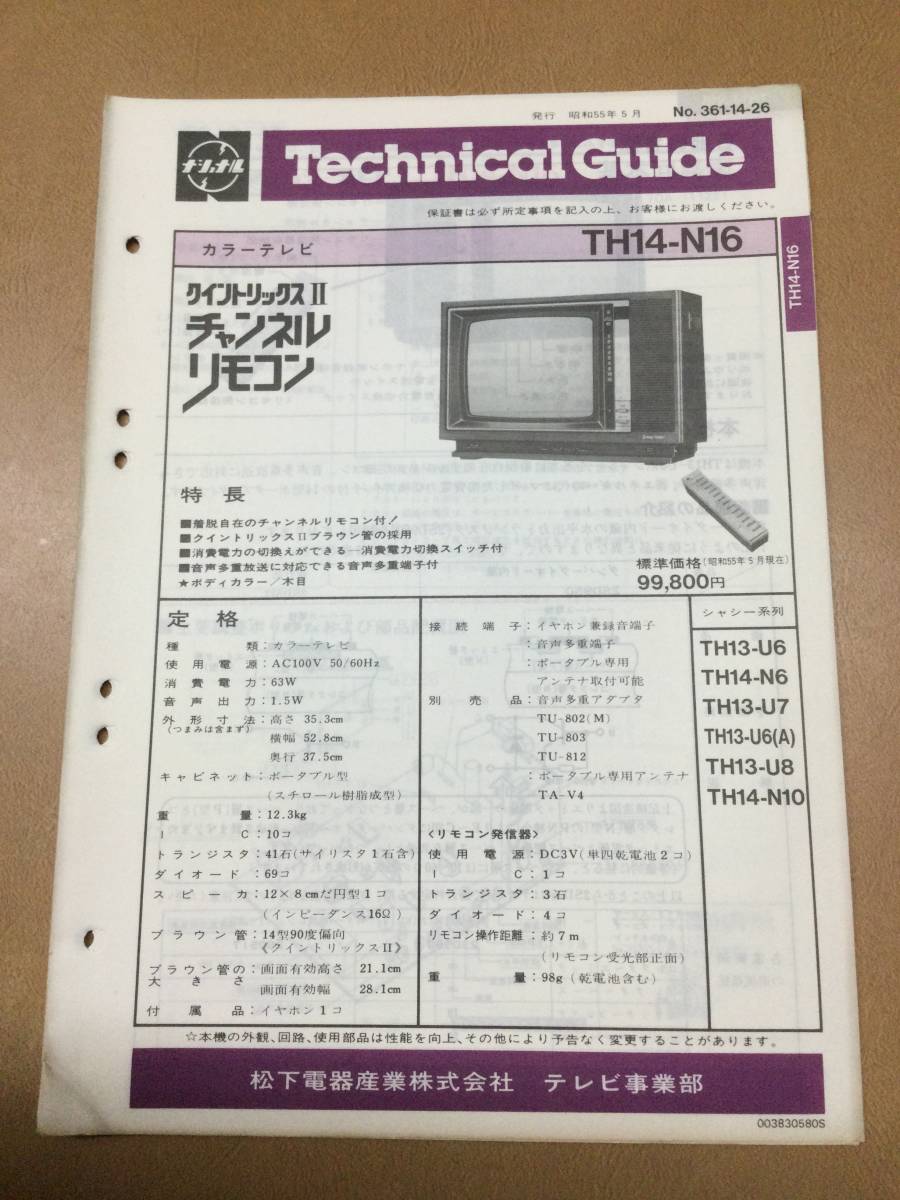 発行 昭和55年5月 No. 361-14-26
ナショナル
Technical Guide
保証書は必ず所定事項を記入の上、お客様にお渡しください。
カラーテレビ TH14-N16
TH14-N16
クイントリックスII
チャンネル
リモコン
特長
■着脱自在のチャンネルリモコン付!
■クイントリックスIIブラウン管の採用
■消費電力の切換えができる—消費電力切換スイッチ付
■音声多重放送に対応できる音声多重端子付
★ボディカラー/木目
標準価格(昭和55年5月現在)
99,800円
定格
種類:カラーテレビ
使用電源:AC100V 50/60Hz
消費電力:63W
音声出力:1.5W
外形寸法:高さ 35.3cm
(つまみは含まず)
横幅 52.8cm
奥行 37.5cm
キャビネット:ポータブル型
(スチロール樹脂成型)
重量:12.3kg
IC:10コ
トランジスタ:41石(サイリスタ1石含)
ダイオード:69コ
スピーカ:12×8cmだ円型1コ
(インピーダンス16Ω)
ブラウン管:14型90度偏向
《クイントリックスII》
ブラウン管の大きさ:画面有効高さ 21.1cm
画面有効幅 28.1cm
付属品:イヤホン1コ
接続端子:イヤホン兼録音端子
:音声多重端子
:ポータブル専用
アンテナ取付可能
別売品:音声多重アダプタ
TU-802(M)
TU-803
TU-812
:ポータブル専用アンテナ
TA-V4
<リモコン発信器>
使用電源:DC3V(単四乾電池2コ)
IC:1コ
トランジスタ:3石
ダイオード:4コ
リモコン操作距離:約7m
(リモコン受光部正面)
重量:98g(乾電池含む)
シャシー系列
TH13-U6
TH14-N6
TH13-U7
TH13-U6(A)
TH13-U8
TH14-N10
☆本機の外観、回路、使用部品は性能を向上、その他により予告なく変更することがあります。
松下電器産業株式会社 テレビ事業部
003830580S